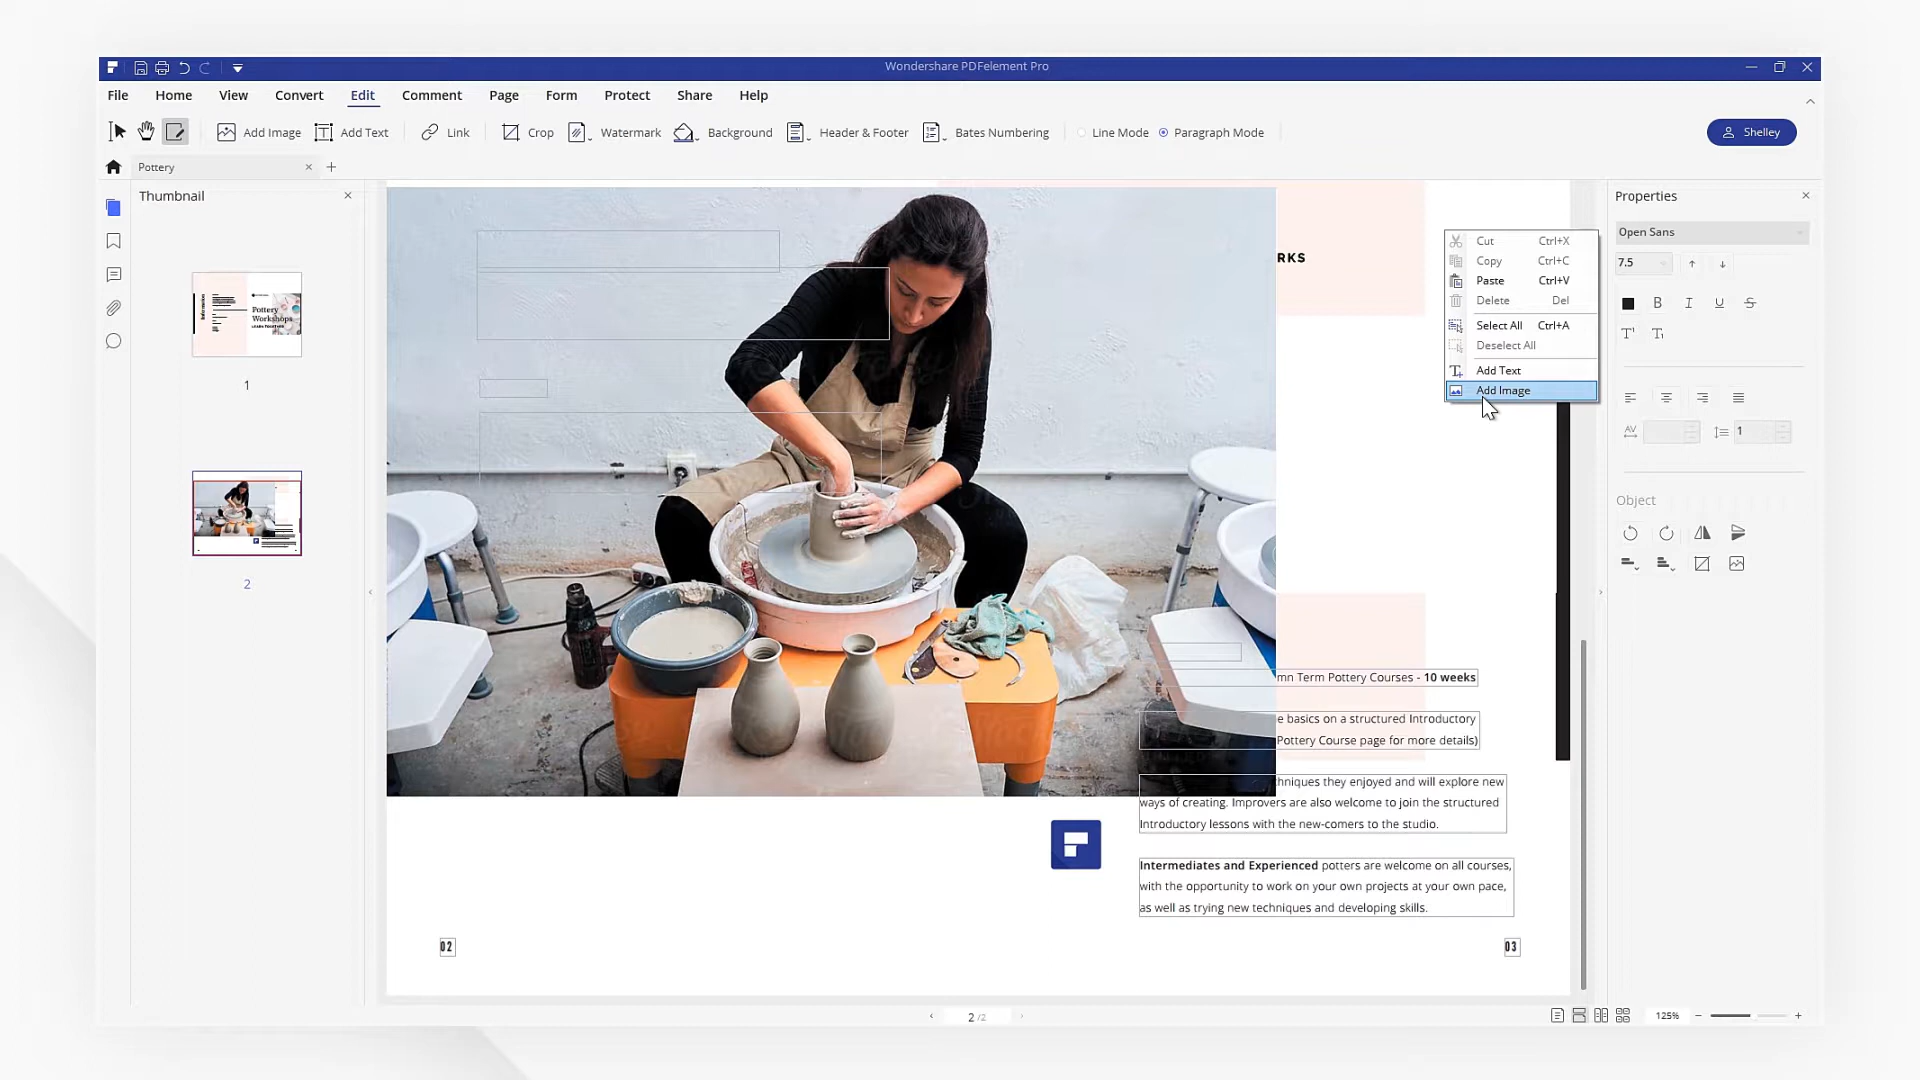 Wondershare PDFelement Pro
File Home View Convert Edit Comment Page Form Protect Share Help
Add Image Add Text Link Crop Watermark Background Header & Footer Bates Numbering Line Mode Paragraph Mode
Shelley
Pottery
Thumbnail
Pottery
Workshops
1
2
RKS
Cut Ctrl+X
Copy Ctrl+C
Paste Ctrl+V
Delete Del
Select All Ctrl+A
Deselect All
Add Text
Add Image
mn Term Pottery Courses - 10 weeks
e basics on a structured Introductory
Pottery Course page for more details)
hniques they enjoyed and will explore new
ways of creating. Improvers are also welcome to join the structured
Introductory lessons with the new-comers to the studio.
Intermediates and Experienced potters are welcome on all courses,
with the opportunity to work on your own projects at your own pace,
as well as trying new techniques and developing skills.
02
03
Properties
Open Sans
7.5
B I U S
T¹ T₁
AV 1
Object
2 /2
125%